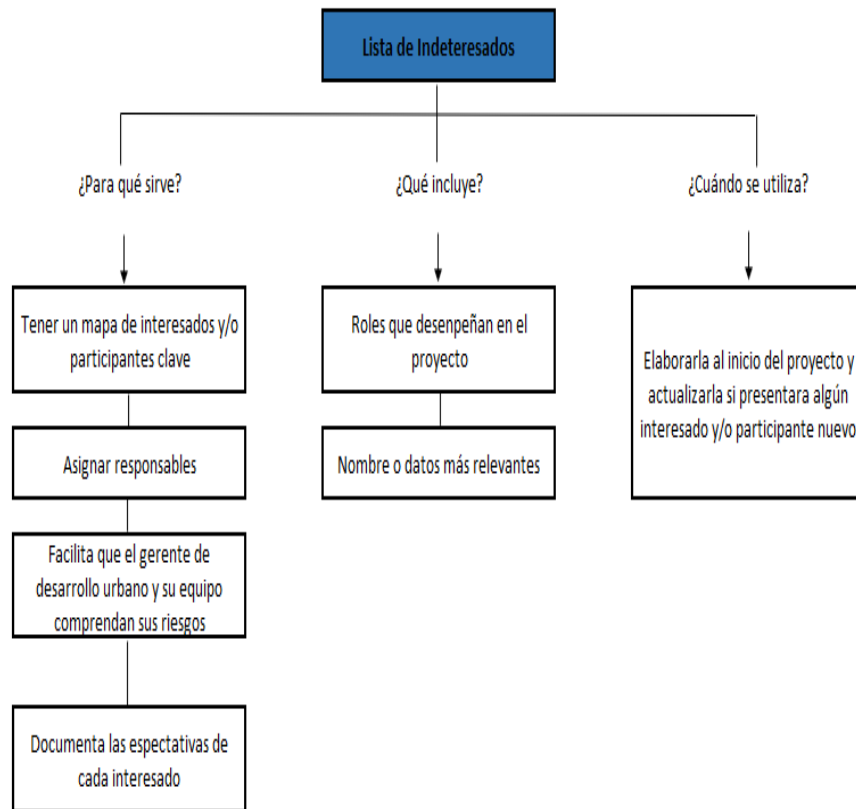 Lista de Indeteresados
¿Para qué sirve?
¿Qué incluye?
¿Cuándo se utiliza?
Tener un mapa de interesados y/o
participantes clave
Asignar responsables
Facilita que el gerente de
desarrollo urbano y su equipo
comprendan sus riesgos
Documenta las espectativas de
cada interesado
Roles que desenpeñan en el
proyecto
Nombre o datos más relevantes
Elaborarla al inicio del proyecto y
actualizarla si presentara algún
interesado y/o participante nuevo